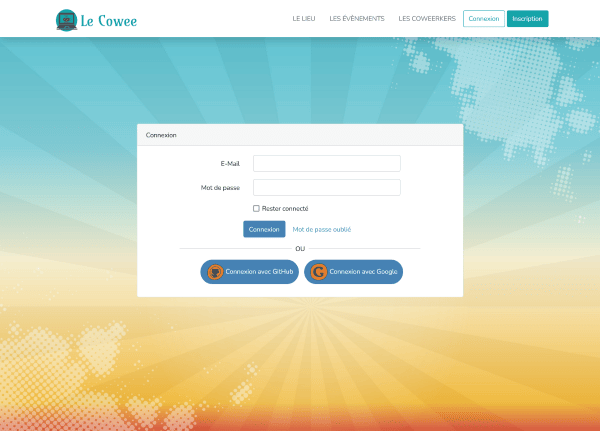 Le Cowee
LE LIEU
LES ÉVÈNEMENTS
LES COWEERKERS
Connexion
Inscription
Connexion
E-Mail
Mot de passe
Rester connecté
Connexion
Mot de passe oublié
OU
Connexion avec GitHub
Connexion avec Google